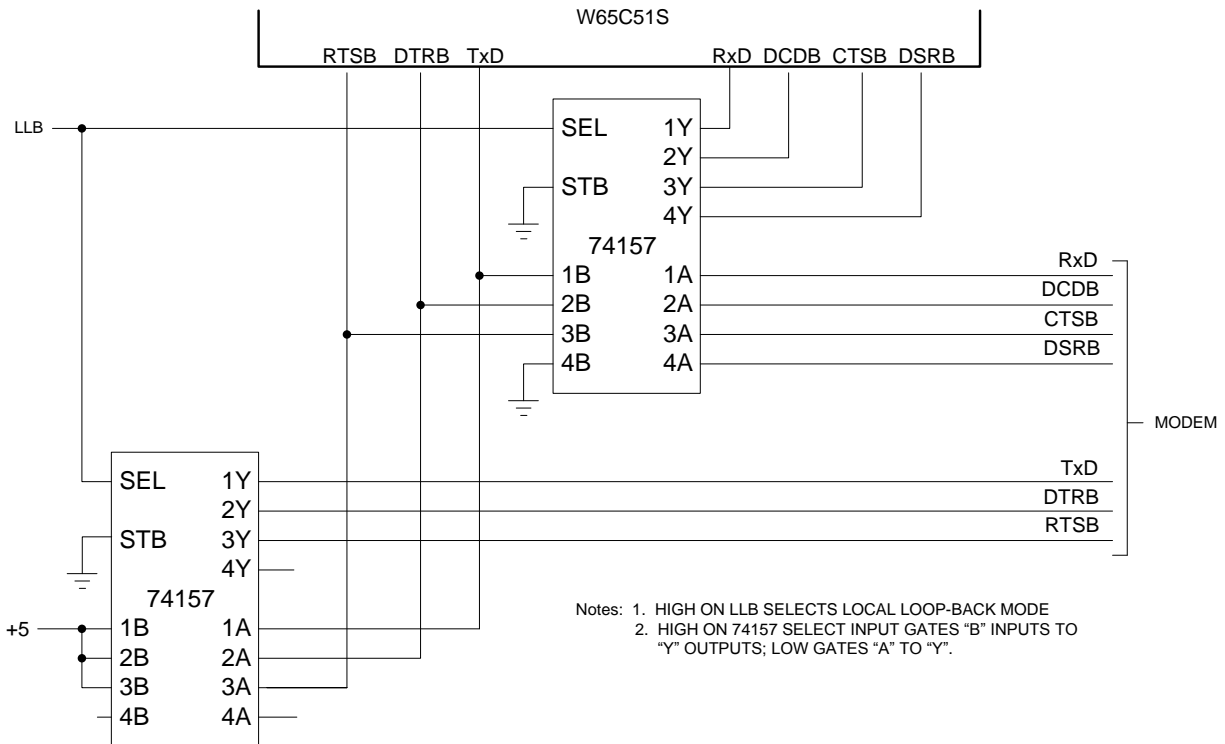 W65C51S
RTSB DTRB TxD RxD DCDB CTSB DSRB
LLB
SEL 1Y
2Y
STB 3Y
4Y
74157
1B 1A RxD
2B 2A DCDB
3B 3A CTSB
4B 4A DSRB
MODEM
SEL 1Y TxD
2Y DTRB
STB 3Y RTSB
4Y
74157
+5 1B 1A
2B 2A
3B 3A
4B 4A
Notes: 1. HIGH ON LLB SELECTS LOCAL LOOP-BACK MODE
2. HIGH ON 74157 SELECT INPUT GATES “B” INPUTS TO
“Y” OUTPUTS; LOW GATES “A” TO “Y”.